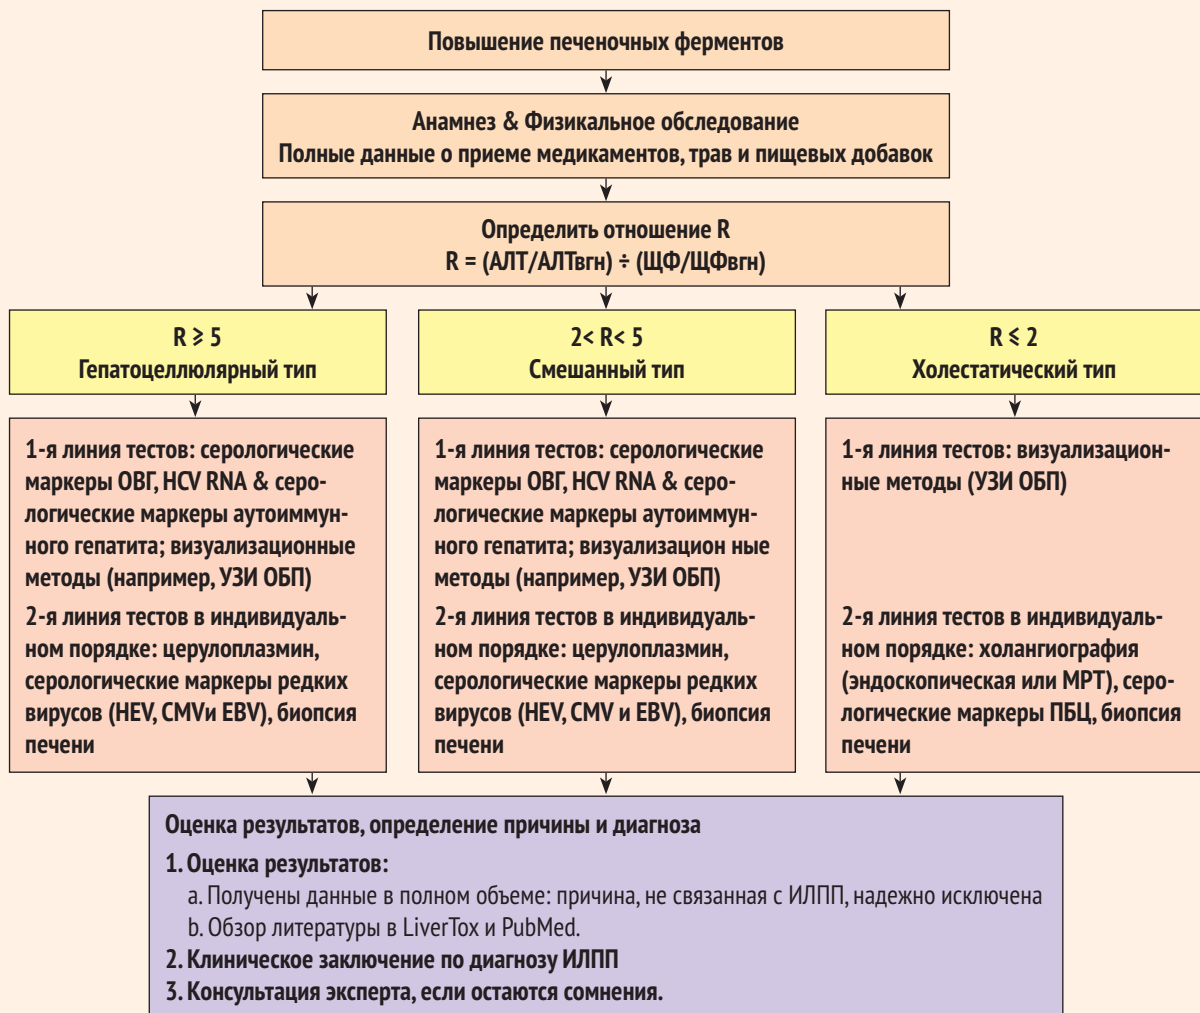 Повышение печеночных ферментов
Анамнез & Физикальное обследование
Полные данные о приеме медикаментов, трав и пищевых добавок
Определить отношение R
R = (АЛТ/АЛТвгн) ÷ (ЩФ/ЩФвгн)
R ⩾ 5
Гепатоцеллюлярный тип
2< R< 5
Смешанный тип
R ⩽ 2
Холестатический тип
1-я линия тестов: серологические
маркеры ОВГ, HCV RNA & серо-
логические маркеры аутоиммун-
ного гепатита; визуализационные
методы (например, УЗИ ОБП)
2-я линия тестов в индивидуаль-
ном порядке: церулоплазмин,
серологические маркеры редких
вирусов (HEV, CMVи EBV), биопсия
печени
1-я линия тестов: серологические
маркеры ОВГ, HCV RNA & серо-
логические маркеры аутоиммун-
ного гепатита; визуализацион ные
методы (например, УЗИ ОБП)
2-я линия тестов в индивидуаль-
ном порядке: церулоплазмин,
серологические маркеры редких
вирусов (HEV, CMV и EBV), биопсия
печени
1-я линия тестов: визуализацион-
ные методы (УЗИ ОБП)
2-я линия тестов в индивидуаль-
ном порядке: холангиография
(эндоскопическая или МРТ), серо-
логические маркеры ПБЦ, биопсия
печени
Оценка результатов, определение причины и диагноза
1. Оценка результатов:
a. Получены данные в полном объеме: причина, не связанная с ИЛПП, надежно исключена
b. Обзор литературы в LiverTox и PubMed.
2. Клиническое заключение по диагнозу ИЛПП
3. Консультация эксперта, если остаются сомнения.